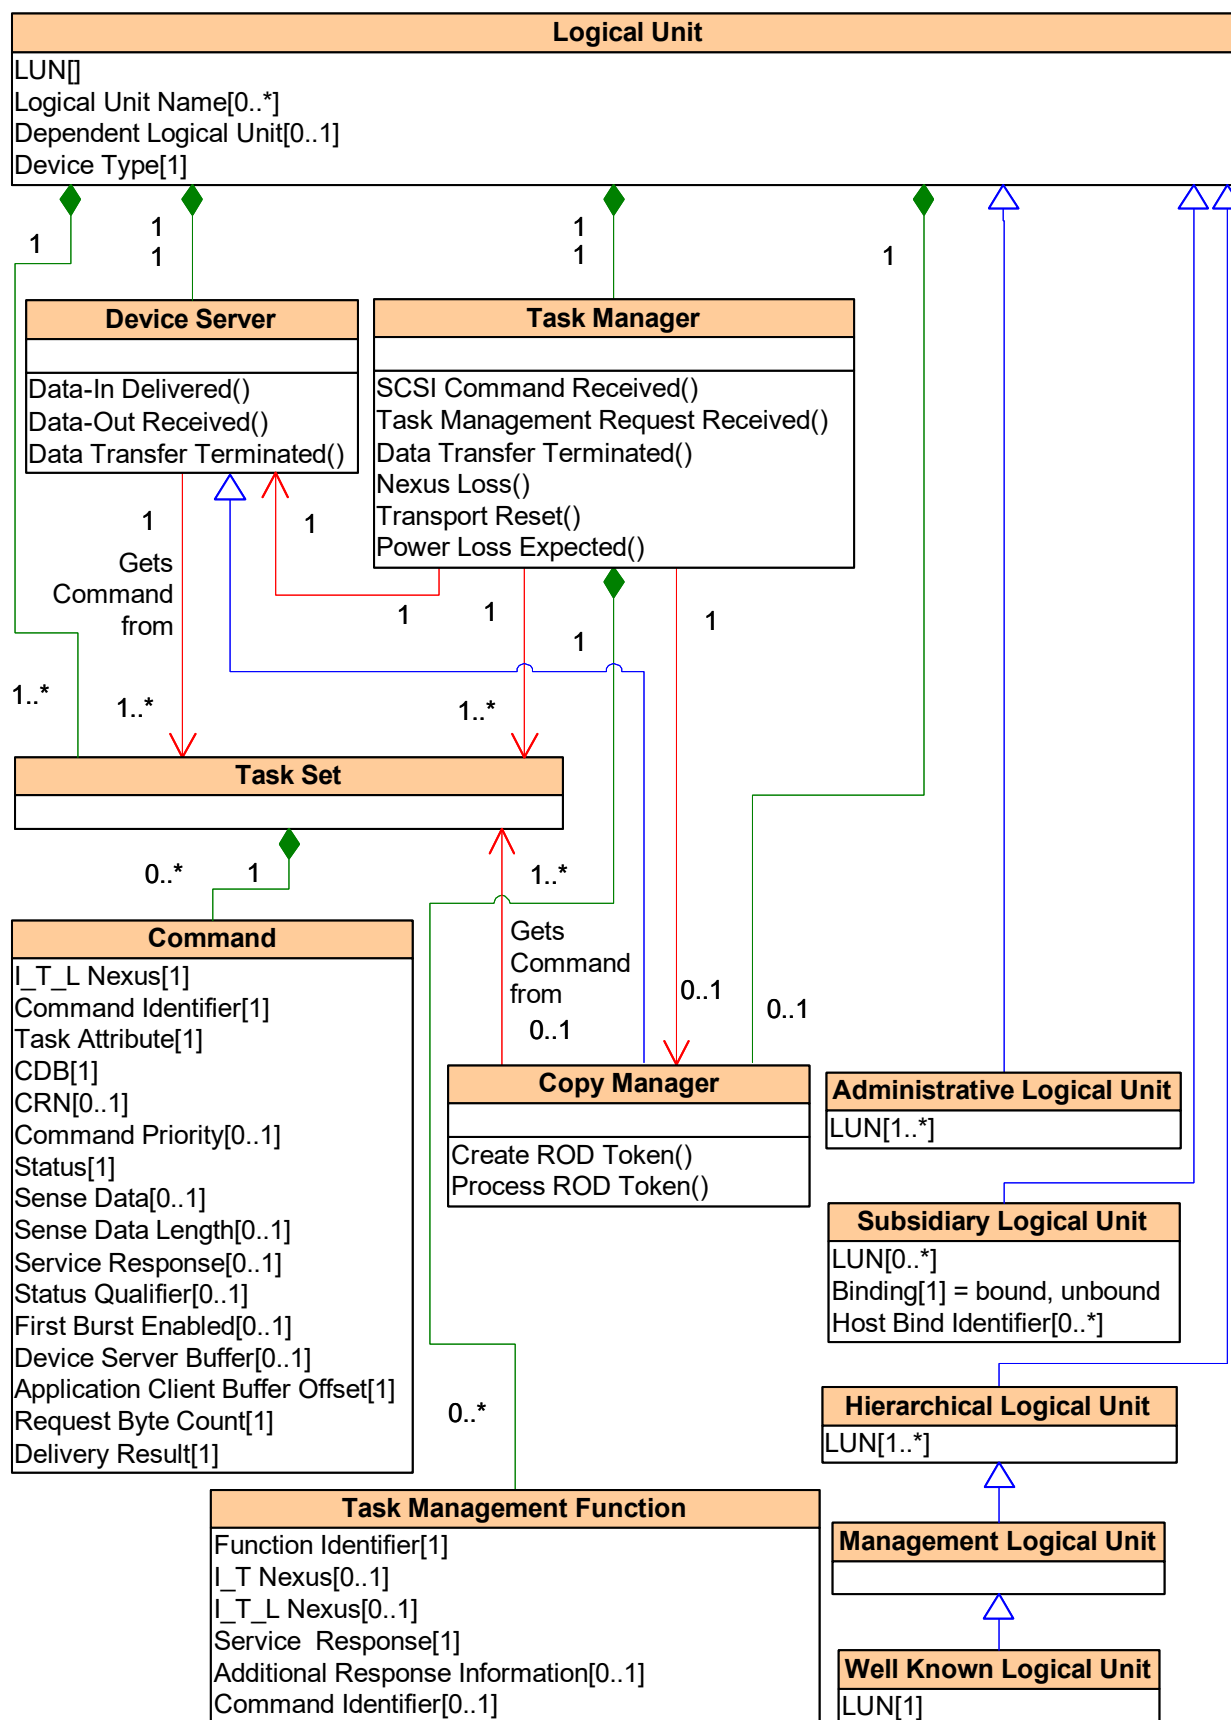 Logical Unit
LUN[]
Logical Unit Name[0..*]
Dependent Logical Unit[0..1]
Device Type[1]
1
1
1
1
1
1
Device Server
Data-In Delivered()
Data-Out Received()
Data Transfer Terminated()
Task Manager
SCSI Command Received()
Task Management Request Received()
Data Transfer Terminated()
Nexus Loss()
Transport Reset()
Power Loss Expected()
1
1
Gets
Command
from
1
1
1
1
1..*
1..*
1..*
Task Set
0..*
1
1..*
Gets
Command
from
0..1
0..1
0..1
Command
I_T_L Nexus[1]
Command Identifier[1]
Task Attribute[1]
CDB[1]
CRN[0..1]
Command Priority[0..1]
Status[1]
Sense Data[0..1]
Sense Data Length[0..1]
Service Response[0..1]
Status Qualifier[0..1]
First Burst Enabled[0..1]
Device Server Buffer[0..1]
Application Client Buffer Offset[1]
Request Byte Count[1]
Delivery Result[1]
Copy Manager
Create ROD Token()
Process ROD Token()
Administrative Logical Unit
LUN[1..*]
Subsidiary Logical Unit
LUN[0..*]
Binding[1] = bound, unbound
Host Bind Identifier[0..*]
Hierarchical Logical Unit
LUN[1..*]
0..*
Task Management Function
Function Identifier[1]
I_T Nexus[0..1]
I_T_L Nexus[0..1]
Service  Response[1]
Additional Response Information[0..1]
Command Identifier[0..1]
Management Logical Unit
Well Known Logical Unit
LUN[1]